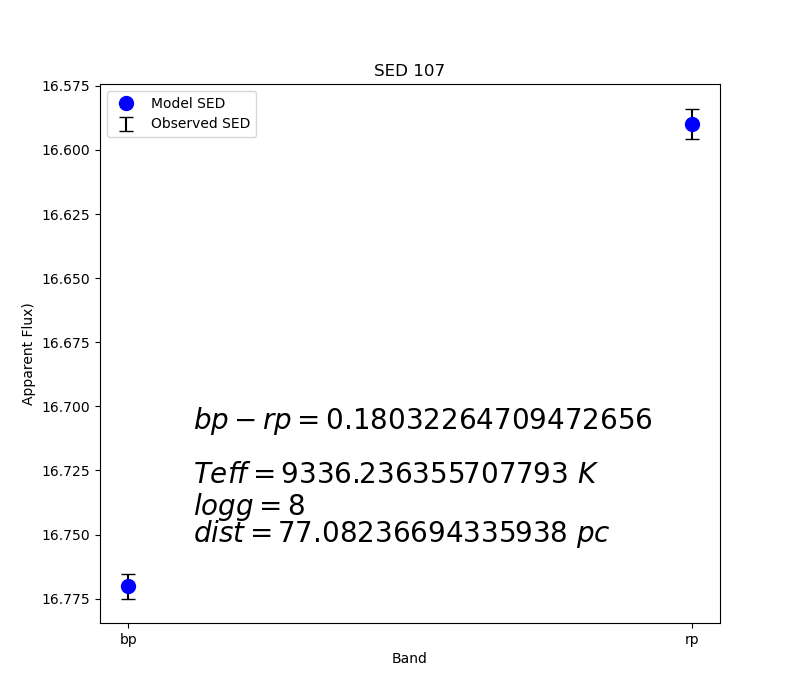 SED 107
Model SED
Observed SED
16.575
16.600
16.625
16.650
16.675
16.700
16.725
16.750
16.775
Apparent Flux)
bp − rp = 0.18032264709472656
Teff = 9336.236355707793 K
logg = 8
dist = 77.08236694335938 pc
bp
rp
Band